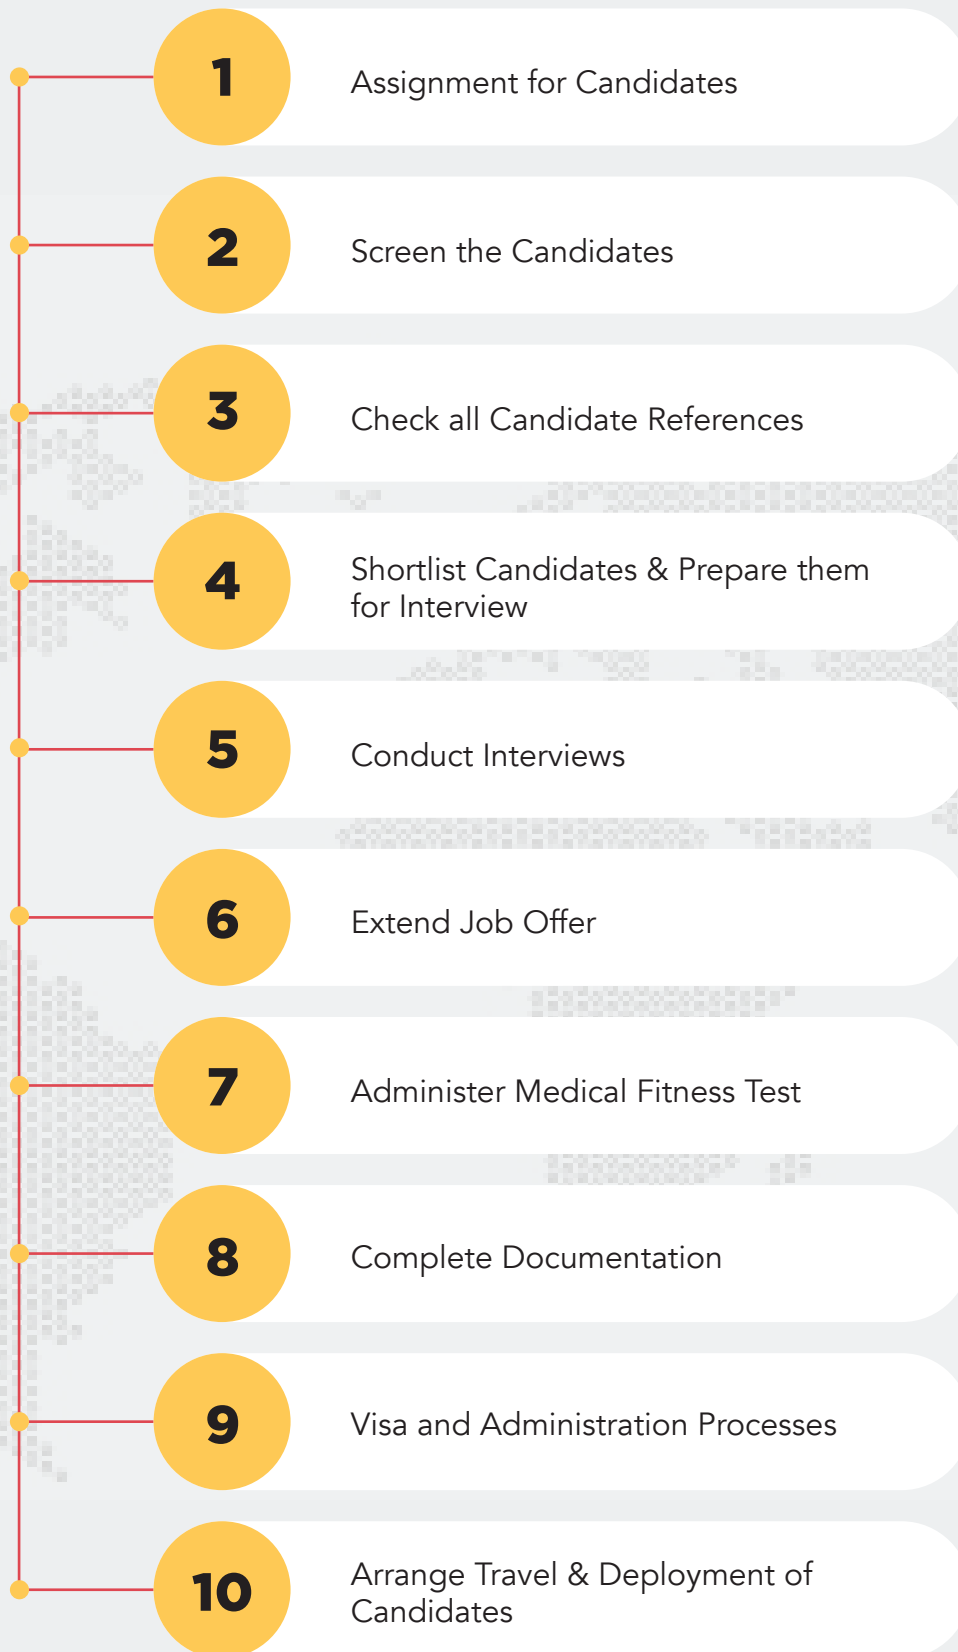 1
Assignment for Candidates
2
Screen the Candidates
3
Check all Candidate References
4
Shortlist Candidates & Prepare them
for Interview
5
Conduct Interviews
6
Extend Job Offer
7
Administer Medical Fitness Test
8
Complete Documentation
9
Visa and Administration Processes
10
Arrange Travel & Deployment of
Candidates